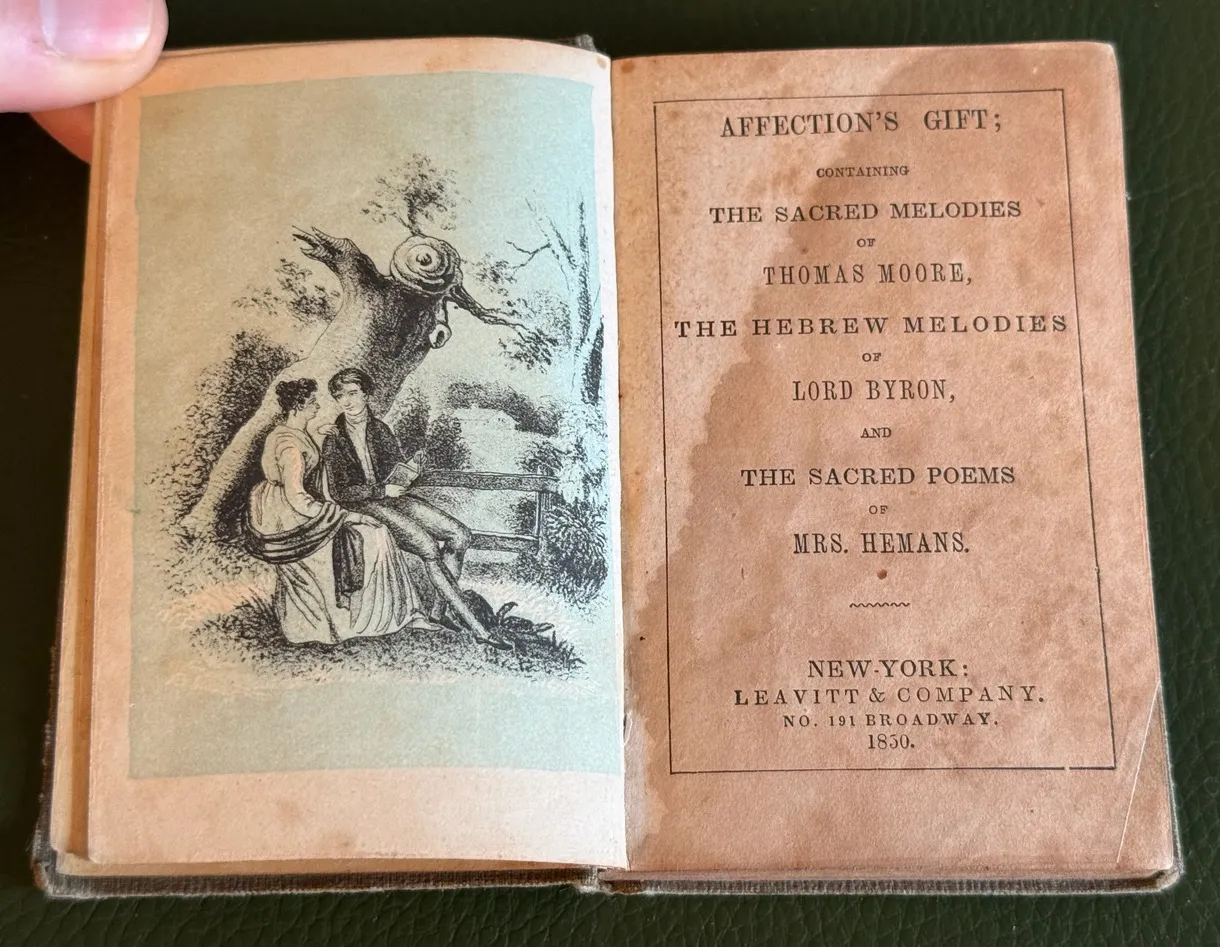 AFFECTION'S GIFT;
CONTAINING
THE SACRED MELODIES
OF
THOMAS MOORE,
THE HEBREW MELODIES
OF
LORD BYRON,
AND
THE SACRED POEMS
OF
MRS. HEMANS.
NEW-YORK:
LEAVITT & COMPANY.
NO. 191 BROADWAY.
1850.